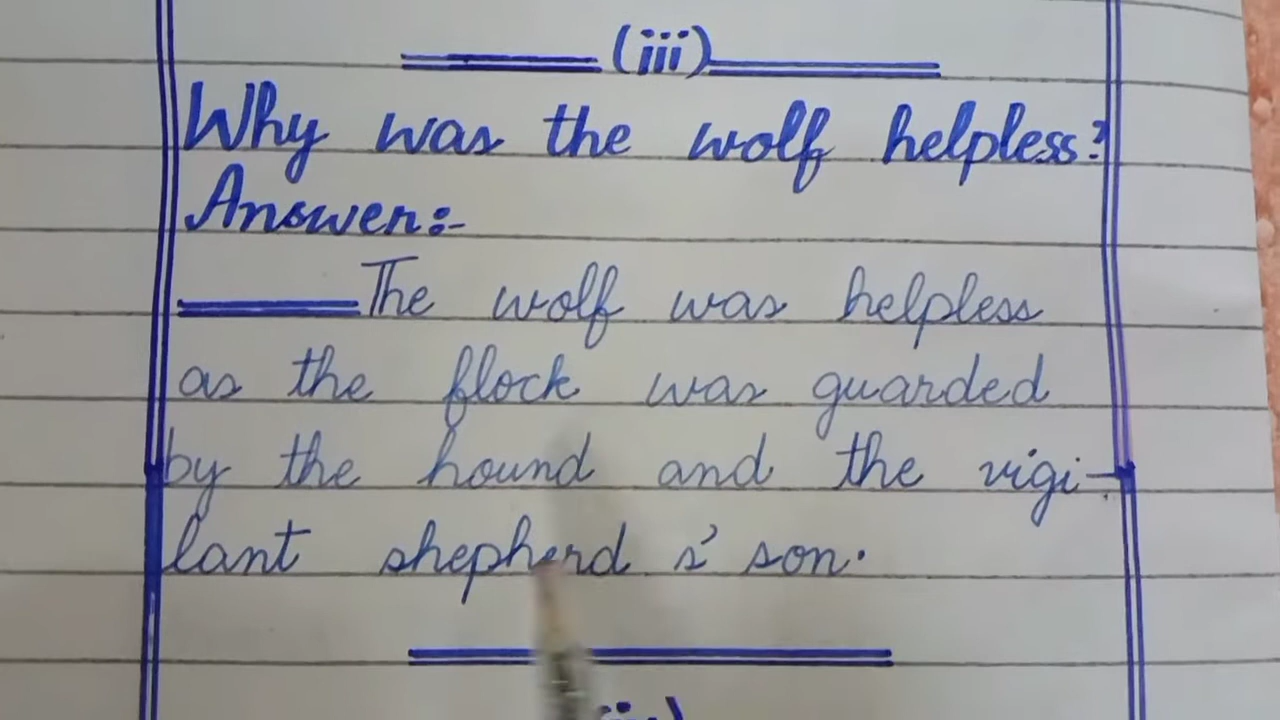 (iii)
Why was the wolf helpless?
Answer:-
The wolf was helpless
as the flock was guarded
by the hound and the vigi-
lant shepherd s' son.